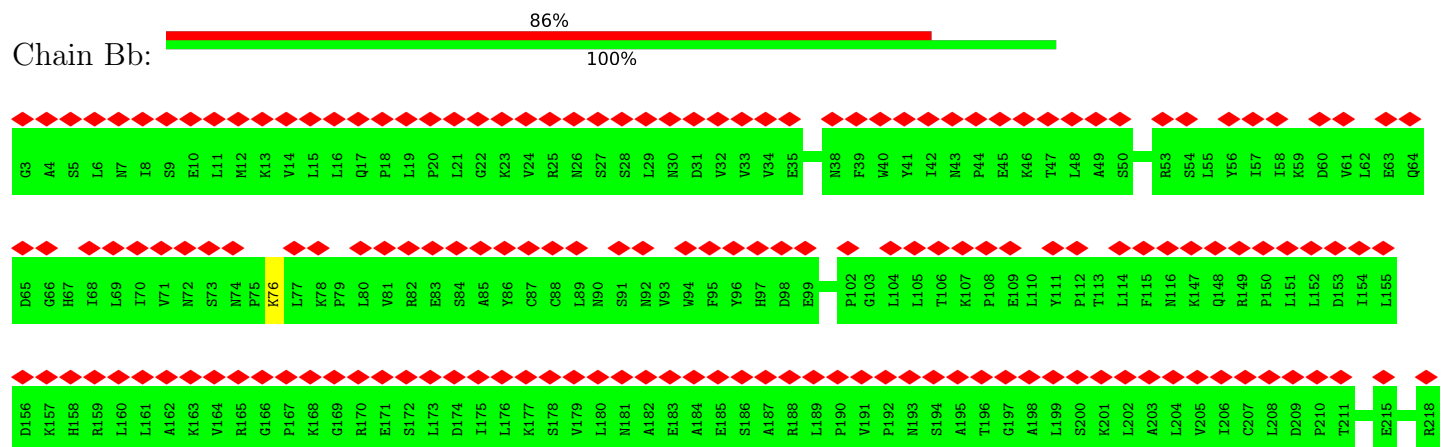 86%
Chain Bb:
100%
G3 A4 S5 L6 N7 I8 S9 E10 L11 M12 K13 V14 L15 L16 Q17 P18 L19 P20 L21 G22 K23 V24 R25 N26 S27 S28 L29 N30 D31 V32 V33 V34 E35 N38 F39 W40 Y41 I42 N43 P44 E45 K46 T47 L48 A49 S50 R53 S54 L55 Y56 I57 I58 K59 D60 V61 L62 E63 Q64
D65 G66 H67 I68 L69 I70 V71 N72 S73 N74 P75 K76 L77 K78 P79 L80 V81 R82 E83 S84 A85 Y86 C87 C88 L89 N90 S91 N92 Y93 W94 F95 Y96 H97 D98 E99 P102 G103 L104 L105 T106 K107 P108 E109 L110 Y111 P112 T113 L114 F115 N116 K147 Q148 R149 P150 L151 L152 D153 I154 L155
D156 K157 H158 R159 L160 L161 A162 K163 V164 R165 G166 P167 K168 G169 R170 E171 S172 L173 D174 I175 L176 K177 S178 V179 L180 N181 A182 E183 A184 E185 S186 A187 R188 L189 P190 V191 P192 N193 S194 A195 T196 G197 A198 L199 S200 K201 L202 A203 L204 V205 I206 C207 L208 D209 P210 T211 E215 R218